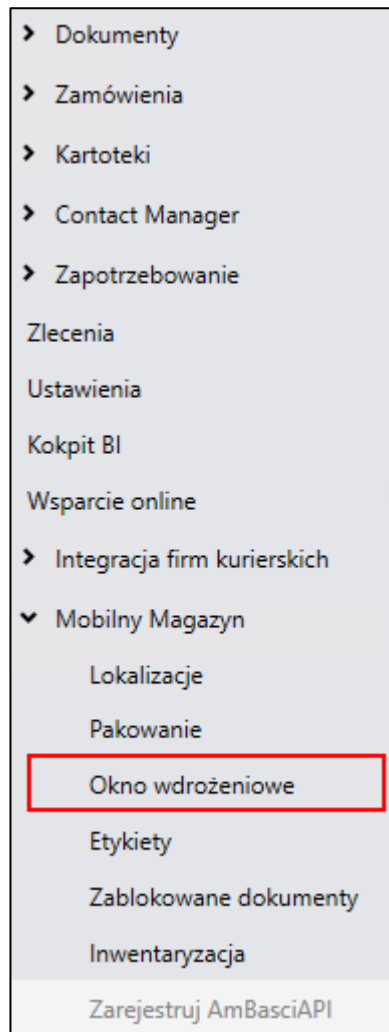 Dokumenty
Zamówienia
Kartoteki
Contact Manager
Zapotrzebowanie
Zlecenia
Ustawienia
Kokpit BI
Wsparcie online
Integracja firm kurierskich
Mobilny Magazyn
Lokalizacje
Pakowanie
Okno wdrożeniowe
Etykiety
Zablokowane dokumenty
Inwentaryzacja
Zarejestruj AmBasciAPI